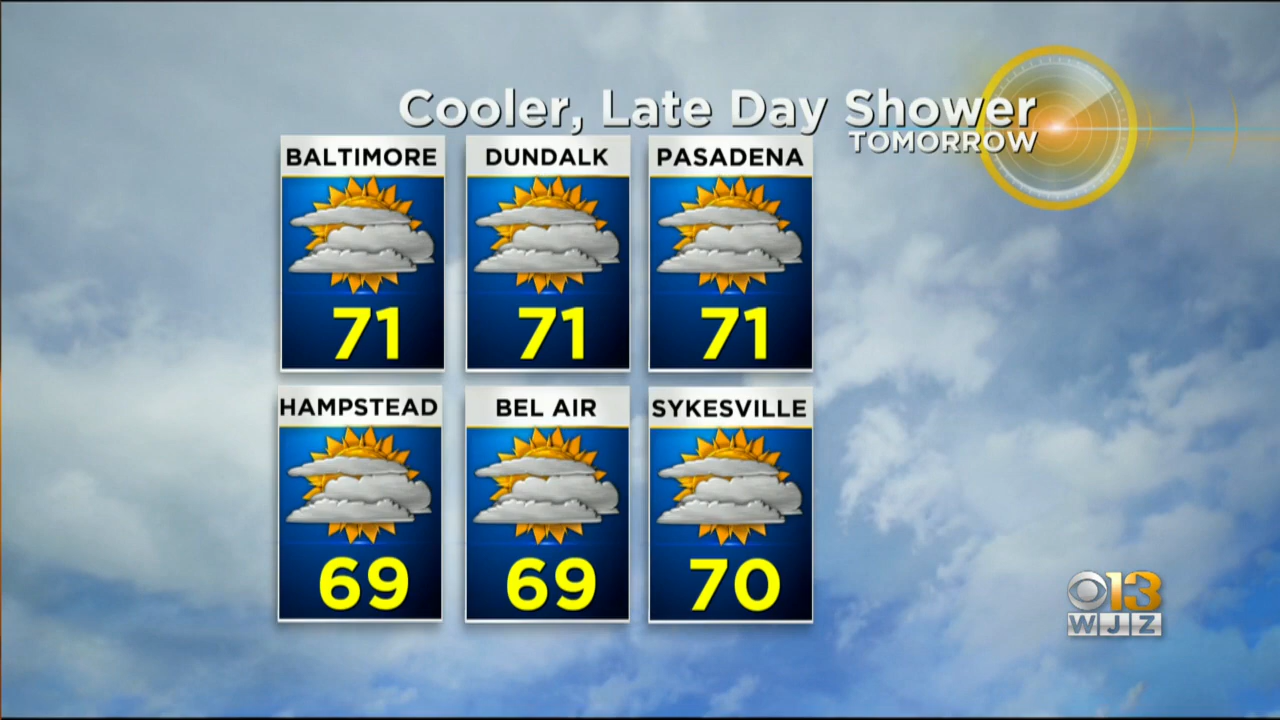 Cooler, Late Day Shower
TOMORROW
BALTIMORE
DUNDALK
PASADENA
71
71
71
HAMPSTEAD
BEL AIR
SYKESVILLE
69
69
70
13
WJZ